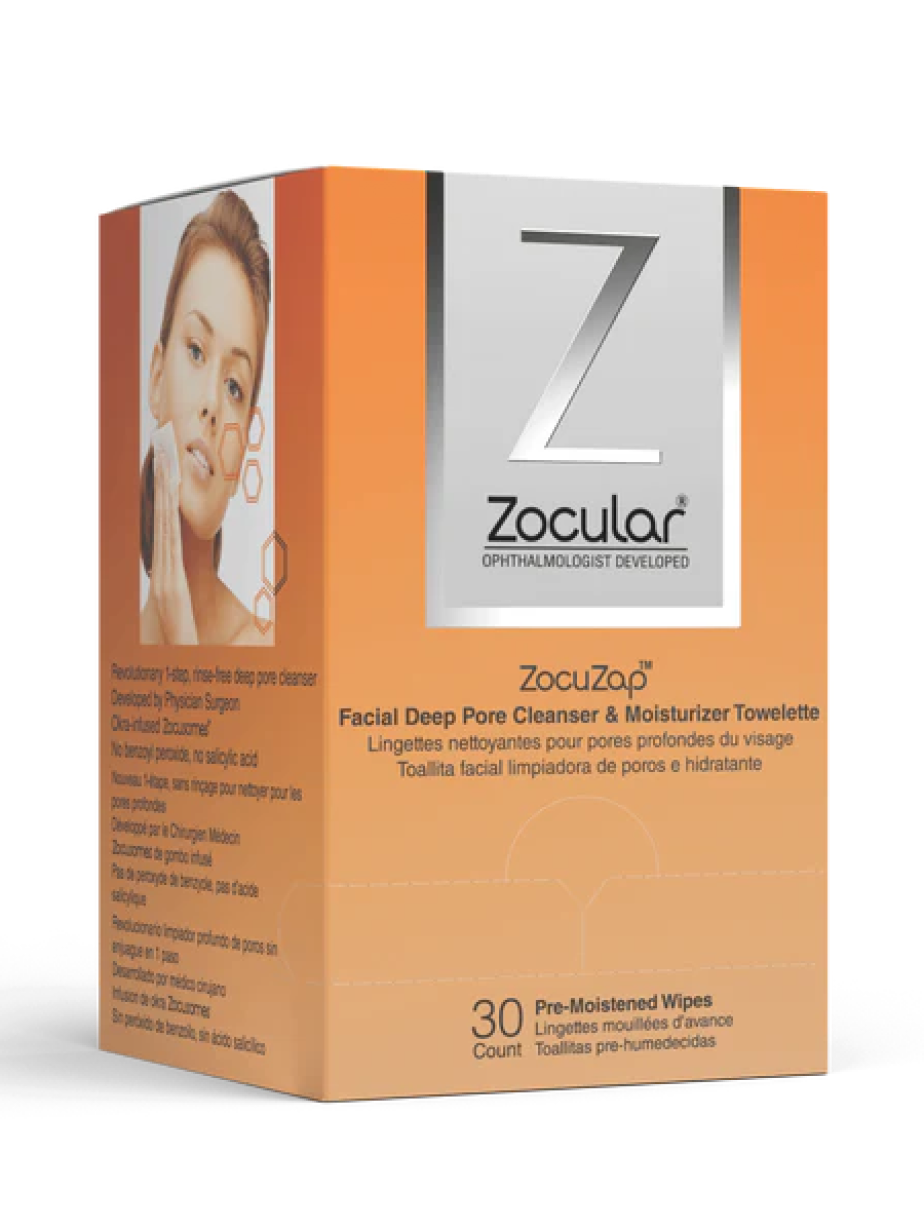 Z
Zocular®
OPHTHALMOLOGIST DEVELOPED
ZocuZap™
Facial Deep Pore Cleanser & Moisturizer Towelette
Lingettes nettoyantes pour pores profondes du visage
Toallita facial limpiadora de poros e hidratante
30
Count
Pre-Moistened Wipes
Lingettes mouillées d'avance
Toallitas pre-humedecidas
Revolutionary 1-step, rinse-free deep pore cleanser
Developed by Physician Surgeon
Okra-infused Zocusomes®
No benzoyl peroxide, no salicylic acid
Nouveau 1-étape, sans rinçage pour nettoyer pour les
pores profondes
Developpé par le Chirurgien Médecin
Zocusomes de gombo infusé
Pas de peroxyde de benzoyle, pas d'acide
salicylique
Revolucionario limpiador profundo de poros sin
enjuague en 1 paso
Desarrollado por médico cirujano
Infusion de okra Zocusomes
Sin peróxido de benzoilo, sin ácido salicílico